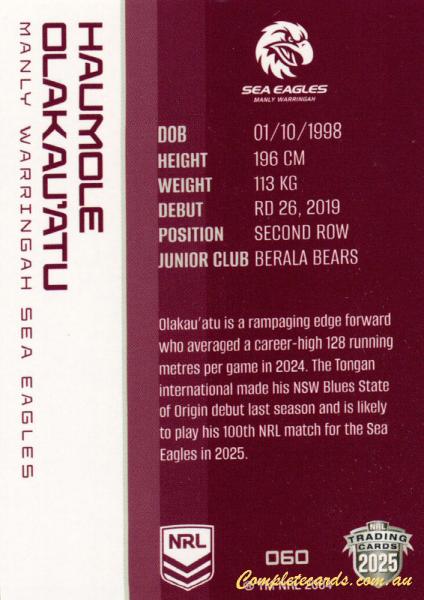 HAUMOLE
OLAKAU'ATU
MANLY WARRINGAH SEA EAGLES
SEA EAGLES
MANLY WARRINGAH
DOB 01/10/1998
HEIGHT 196 CM
WEIGHT 113 KG
DEBUT RD 26, 2019
POSITION SECOND ROW
JUNIOR CLUB BERALA BEARS
Olakau'atu is a rampaging edge forward
who averaged a career-high 128 running
metres per game in 2024. The Tongan
international made his NSW Blues State
of Origin debut last season and is likely
to play his 100th NRL match for the Sea
Eagles in 2025.
NRL
060
NRL
TRADING
CARDS
2025
© TM NRL 2004
Completecards.com.au